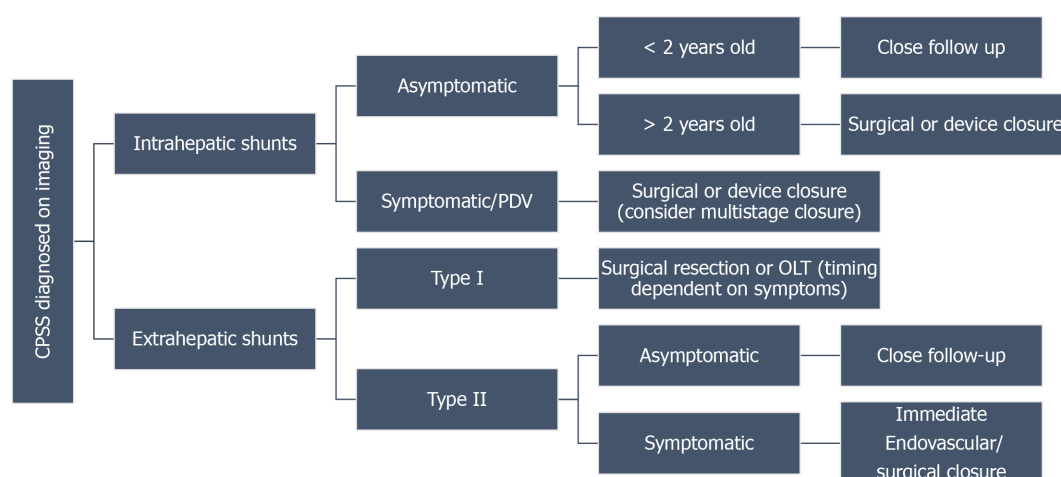 CPSS diagnosed on imaging
Intrahepatic shunts
Asymptomatic
< 2 years old
Close follow up
> 2 years old
Surgical or device closure
Symptomatic/PDV
Surgical or device closure
(consider multistage closure)
Extrahepatic shunts
Type I
Surgical resection or OLT (timing
dependent on symptoms)
Type II
Asymptomatic
Close follow-up
Symptomatic
Immediate
Endovascular/
surgical closure